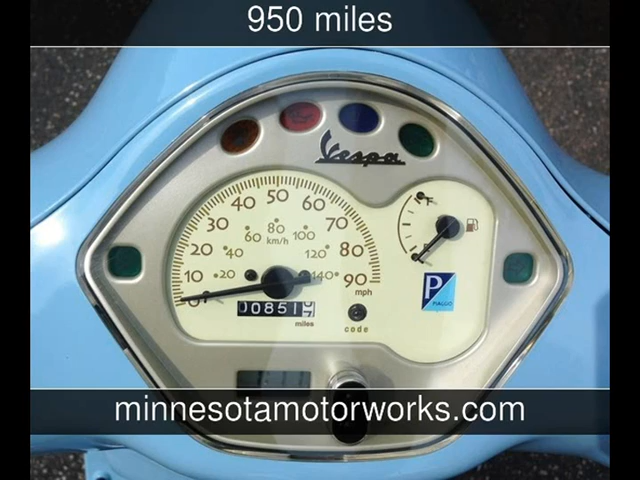 950 miles
Vespa
40 50
30 60
20 70
10 80
0 90
mph
80
60 100
km/h
40 120
20 140
F
00851
miles
code
P
PIAGGIO
minnesotamotorworks.com